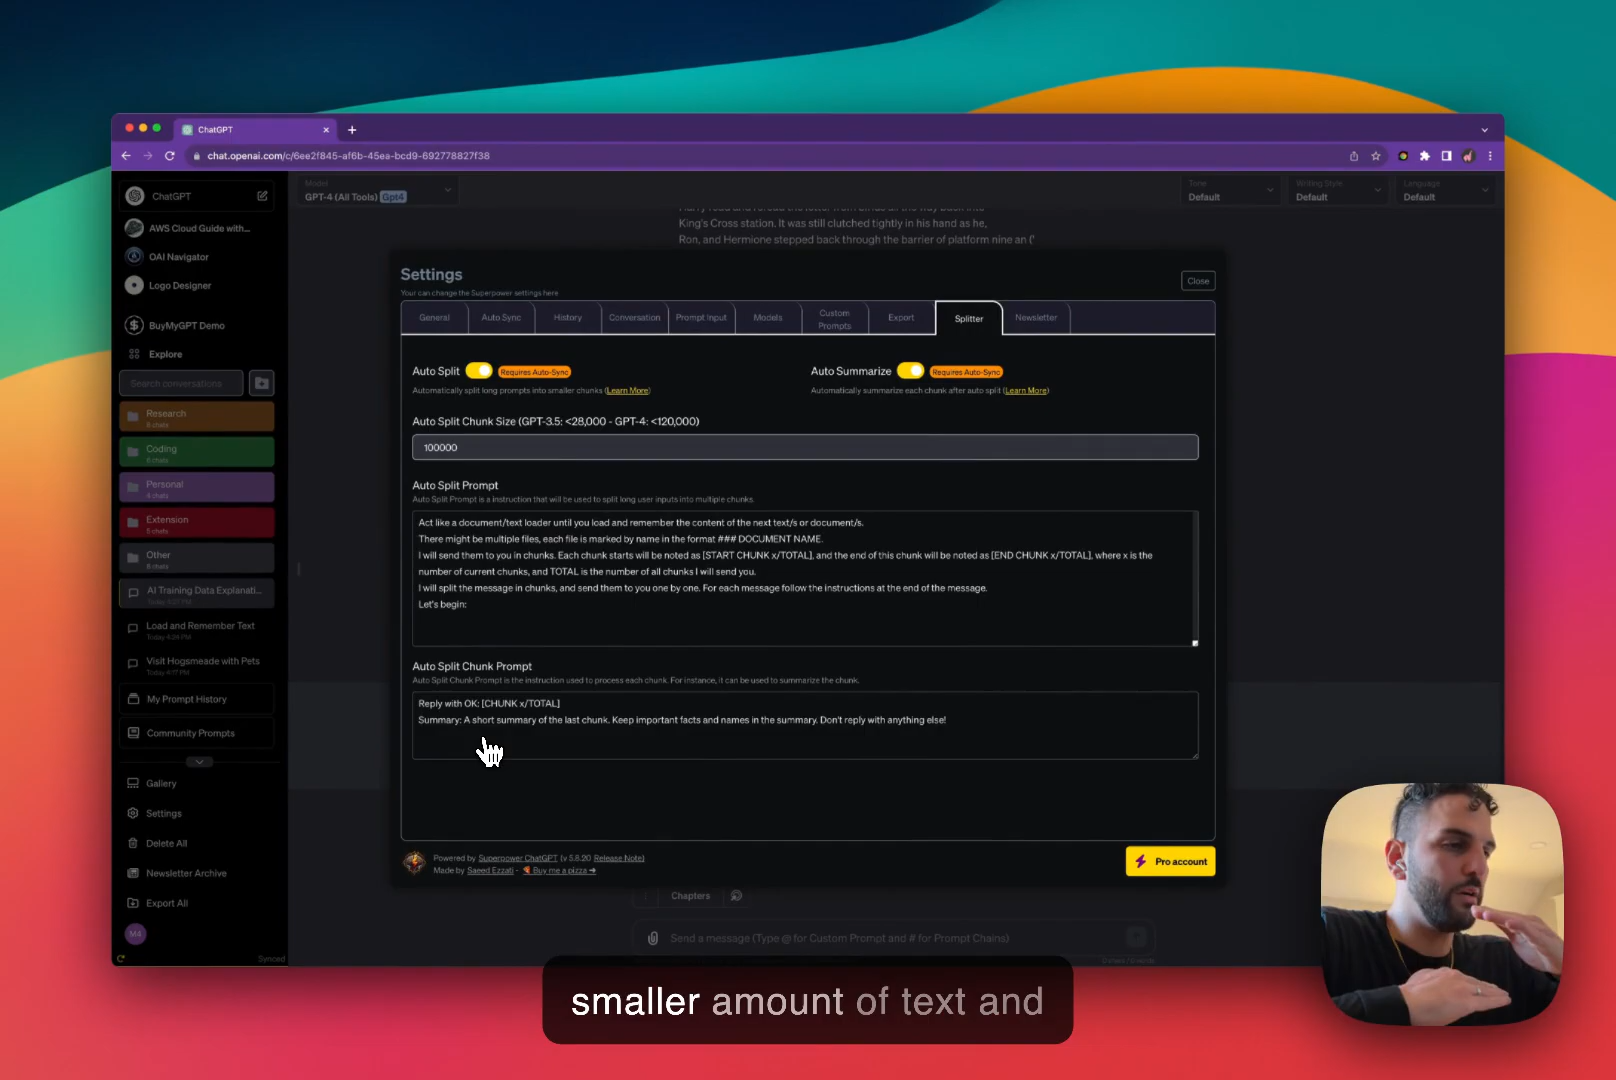 ChatGPT
chat.openai.com/c/6ee2f845-af6b-45ea-bcd9-692778827f38
ChatGPT
AWS Cloud Guide with...
OAI Navigator
Logo Designer
BuyMyGPT Demo
Explore
Search conversations
Research
Coding
Personal
Extension
Other
AI Training Data Explanati...
Load and Remember Text
Today 4:24 PM
Visit Hogsmeade with Pets
Today 4:17 PM
My Prompt History
Community Prompts
Gallery
Settings
Delete All
Newsletter Archive
Export All
Synced
Model
GPT-4 (All Tools) Gpt4
Tone
Default
Writing Style
Default
Language
Default
King's Cross station. It was still clutched tightly in his hand as he,
Ron, and Hermione stepped back through the barrier of platform nine an ('
Settings
Your can change the Superpower settings here
Close
General
Auto Sync
History
Conversation
Prompt Input
Models
Custom
Prompts
Export
Splitter
Newsletter
Auto Split Requires Auto-Sync
Automatically split long prompts into smaller chunks (Learn More)
Auto Summarize Requires Auto-Sync
Automatically summarize each chunk after auto split (Learn More)
Auto Split Chunk Size (GPT-3.5: <28,000 - GPT-4: <120,000)
100000
Auto Split Prompt
Auto Split Prompt is a instruction that will be used to split long user inputs into multiple chunks.
Act like a document/text loader until you load and remember the content of the next text/s or document/s.
There might be multiple files, each file is marked by name in the format ### DOCUMENT NAME.
I will send them to you in chunks. Each chunk starts will be noted as [START CHUNK x/TOTAL], and the end of this chunk will be noted as [END CHUNK x/TOTAL], where x is the
number of current chunks, and TOTAL is the number of all chunks I will send you.
I will split the message in chunks, and send them to you one by one. For each message follow the instructions at the end of the message.
Let's begin:
Auto Split Chunk Prompt
Auto Split Chunk Prompt is the instruction used to process each chunk. For instance, it can be used to summarize the chunk.
Reply with OK: [CHUNK x/TOTAL]
Summary: A short summary of the last chunk. Keep important facts and names in the summary. Don't reply with anything else!
Powered by Superpower ChatGPT (v 5.8.20 Release Note)
Made by Saeed Ezzati - Buy me a pizza ➜
Pro account
Chapters
Send a message (Type @ for Custom Prompt and # for Prompt Chains)
smaller amount of text and